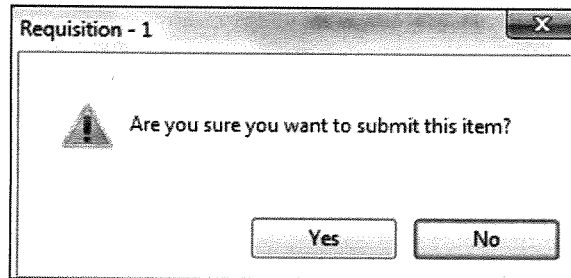 Requisition - 1
Are you sure you want to submit this item?
Yes
No